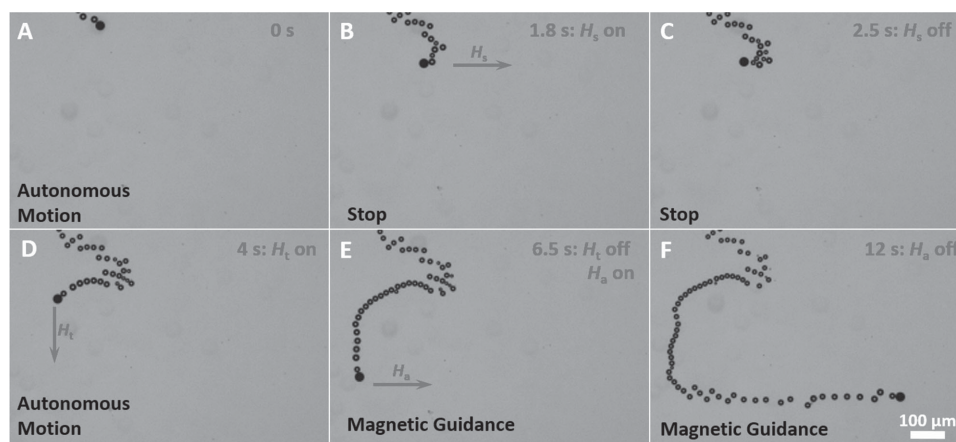 A
0 s
Autonomous
Motion
B
1.8 s: Hs on
Hs
Stop
C
2.5 s: Hs off
Stop
D
4 s: Ht on
Ht
Autonomous
Motion
E
6.5 s: Ht off
Ha on
Ha
Magnetic Guidance
F
12 s: Ha off
100 μm
Magnetic Guidance